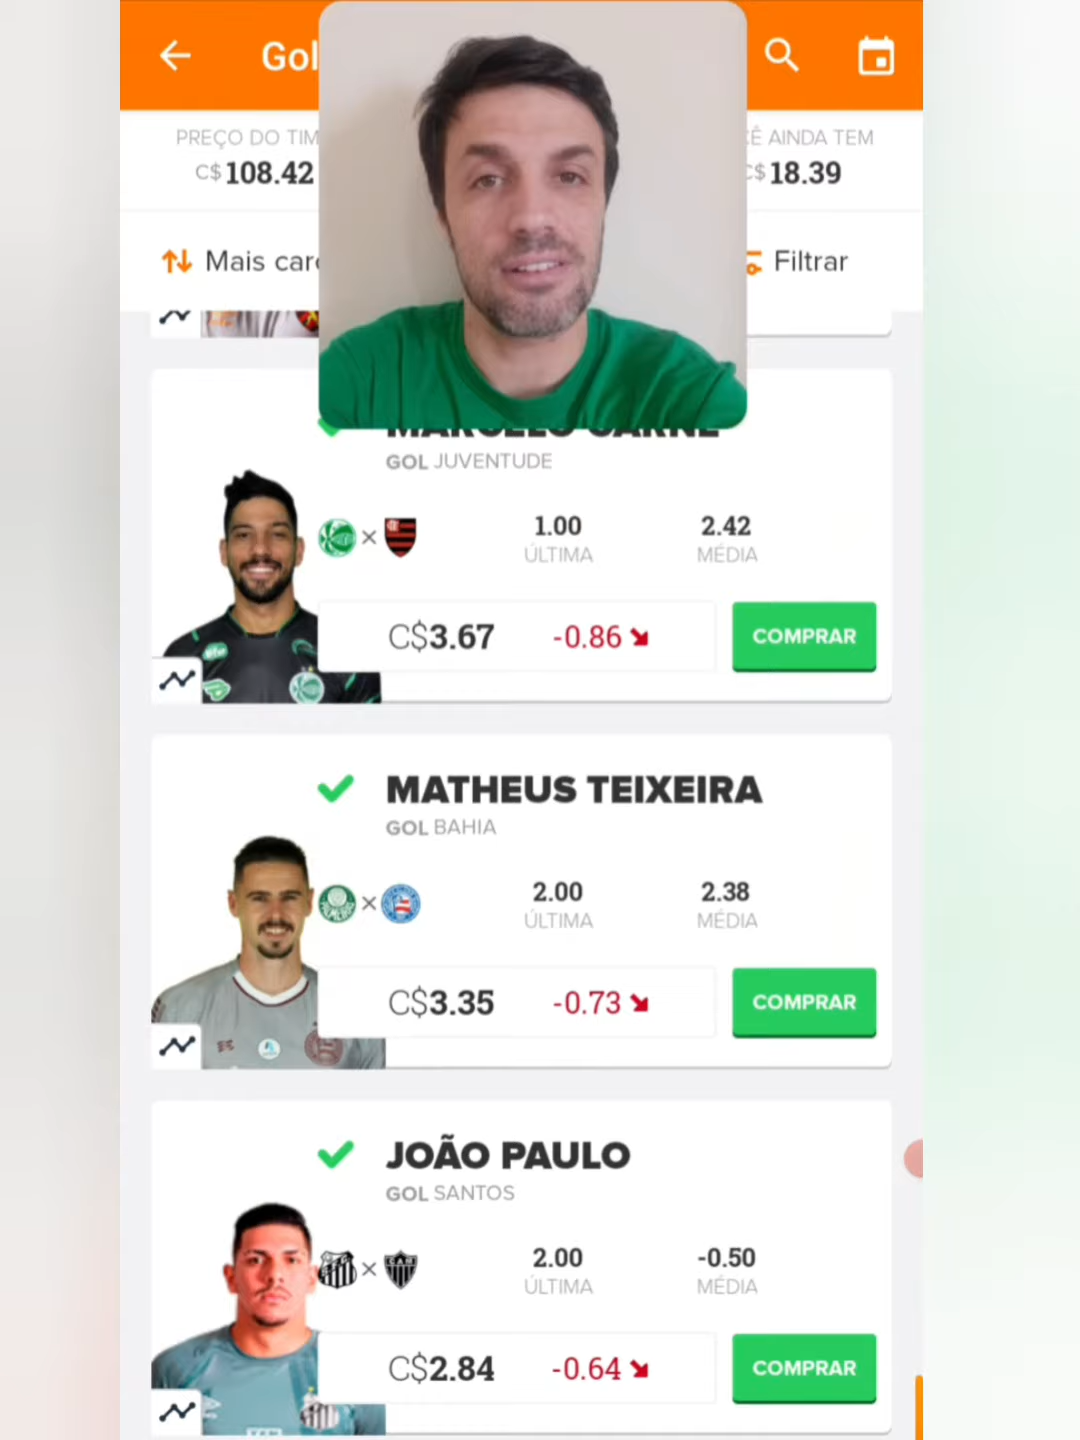 Gol
PREÇO DO TIM
C$ 108.42
Ê AINDA TEM
C$ 18.39
Mais car
Filtrar
MARCELO CARNÉ
GOL JUVENTUDE
1.00
ÚLTIMA
2.42
MÉDIA
C$3.67
-0.86
COMPRAR
MATHEUS TEIXEIRA
GOL BAHIA
2.00
ÚLTIMA
2.38
MÉDIA
C$3.35
-0.73
COMPRAR
JOÃO PAULO
GOL SANTOS
2.00
ÚLTIMA
-0.50
MÉDIA
C$2.84
-0.64
COMPRAR